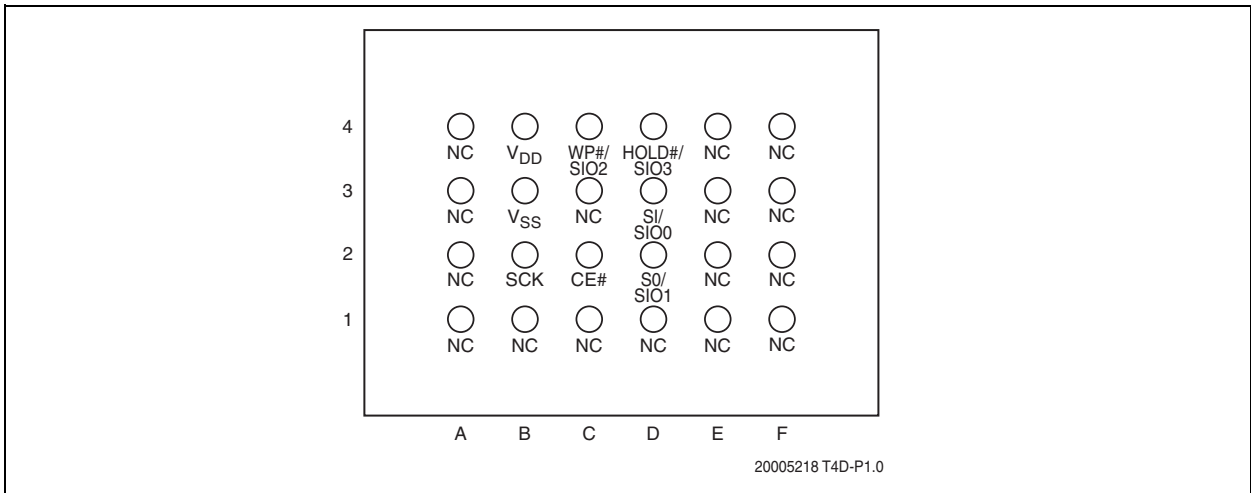 4
NC VDD WP#/ HOLD#/ NC NC
SIO2 SIO3
3
NC VSS NC SI/ NC NC
SIO0
2
NC SCK CE# S0/ NC NC
SIO1
1
NC NC NC NC NC NC
A B C D E F
20005218 T4D-P1.0